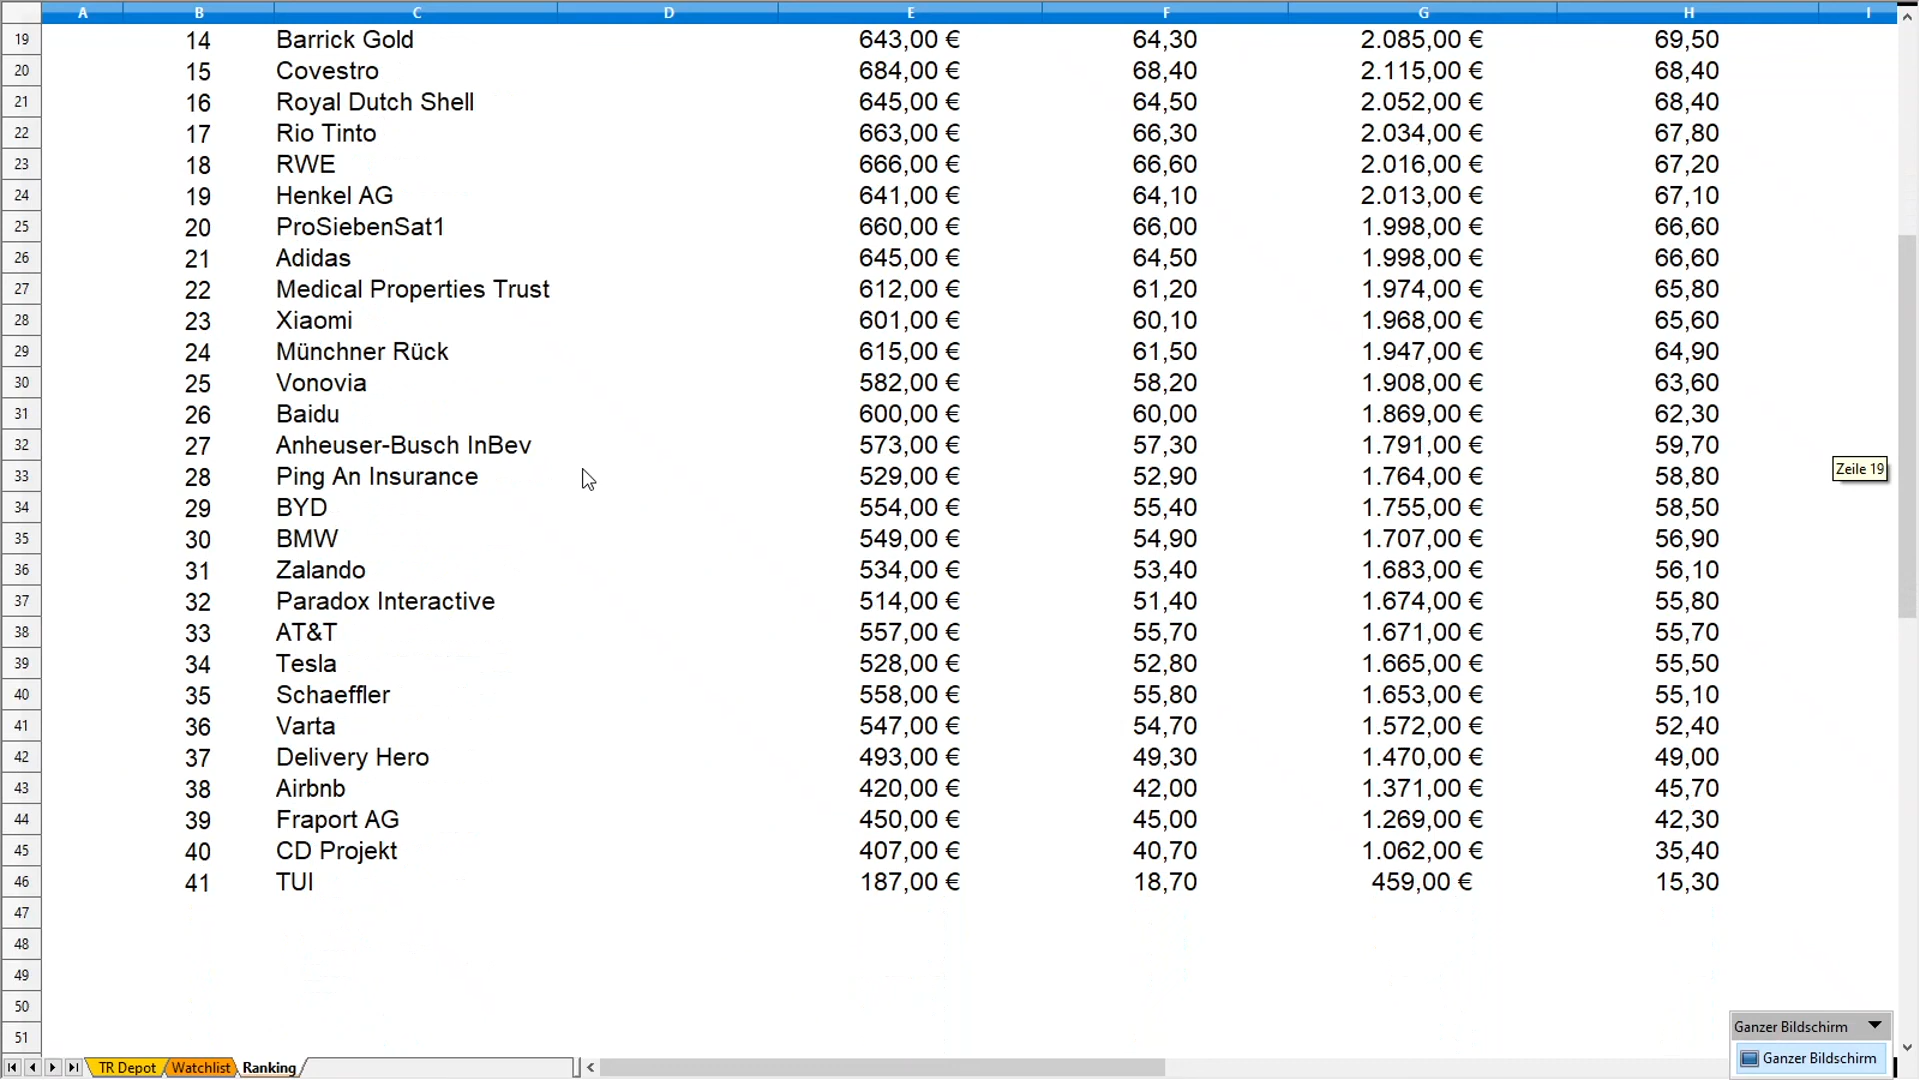 A B C D E F G H I
19 14 Barrick Gold 643,00 € 64,30 2.085,00 € 69,50
20 15 Covestro 684,00 € 68,40 2.115,00 € 68,40
21 16 Royal Dutch Shell 645,00 € 64,50 2.052,00 € 68,40
22 17 Rio Tinto 663,00 € 66,30 2.034,00 € 67,80
23 18 RWE 666,00 € 66,60 2.016,00 € 67,20
24 19 Henkel AG 641,00 € 64,10 2.013,00 € 67,10
25 20 ProSiebenSat1 660,00 € 66,00 1.998,00 € 66,60
26 21 Adidas 645,00 € 64,50 1.998,00 € 66,60
27 22 Medical Properties Trust 612,00 € 61,20 1.974,00 € 65,80
28 23 Xiaomi 601,00 € 60,10 1.968,00 € 65,60
29 24 Münchner Rück 615,00 € 61,50 1.947,00 € 64,90
30 25 Vonovia 582,00 € 58,20 1.908,00 € 63,60
31 26 Baidu 600,00 € 60,00 1.869,00 € 62,30
32 27 Anheuser-Busch InBev 573,00 € 57,30 1.791,00 € 59,70
33 28 Ping An Insurance 529,00 € 52,90 1.764,00 € 58,80 Zeile 19
34 29 BYD 554,00 € 55,40 1.755,00 € 58,50
35 30 BMW 549,00 € 54,90 1.707,00 € 56,90
36 31 Zalando 534,00 € 53,40 1.683,00 € 56,10
37 32 Paradox Interactive 514,00 € 51,40 1.674,00 € 55,80
38 33 AT&T 557,00 € 55,70 1.671,00 € 55,70
39 34 Tesla 528,00 € 52,80 1.665,00 € 55,50
40 35 Schaeffler 558,00 € 55,80 1.653,00 € 55,10
41 36 Varta 547,00 € 54,70 1.572,00 € 52,40
42 37 Delivery Hero 493,00 € 49,30 1.470,00 € 49,00
43 38 Airbnb 420,00 € 42,00 1.371,00 € 45,70
44 39 Fraport AG 450,00 € 45,00 1.269,00 € 42,30
45 40 CD Projekt 407,00 € 40,70 1.062,00 € 35,40
46 41 TUI 187,00 € 18,70 459,00 € 15,30
47
48
49
50
51
Ganzer Bildschirm
Ganzer Bildschirm
TR Depot Watchlist Ranking